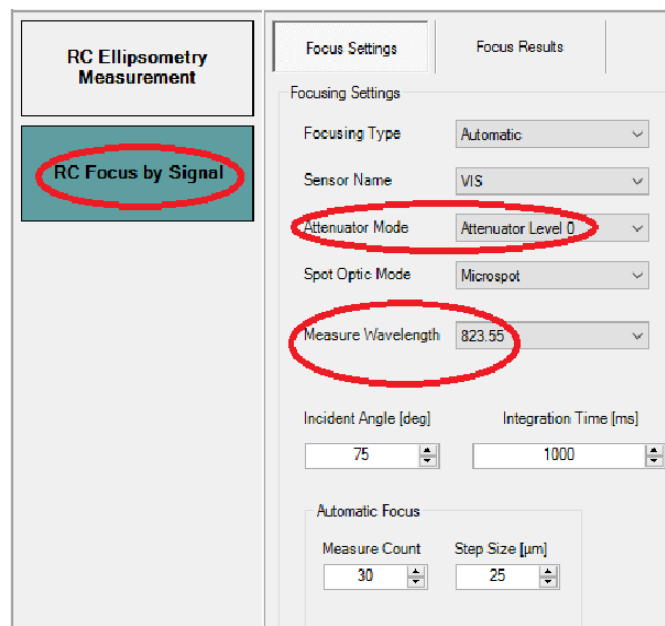 RC Ellipsometry
Measurement
RC Focus by Signal
Focus Settings
Focus Results
Focusing Settings
Focusing Type Automatic
Sensor Name VIS
Attenuator Mode Attenuator Level 0
Spot Optic Mode Microspot
Measure Wavelength 823.55
Incident Angle [deg] Integration Time [ms]
75 1000
Automatic Focus
Measure Count Step Size [µm]
30 25